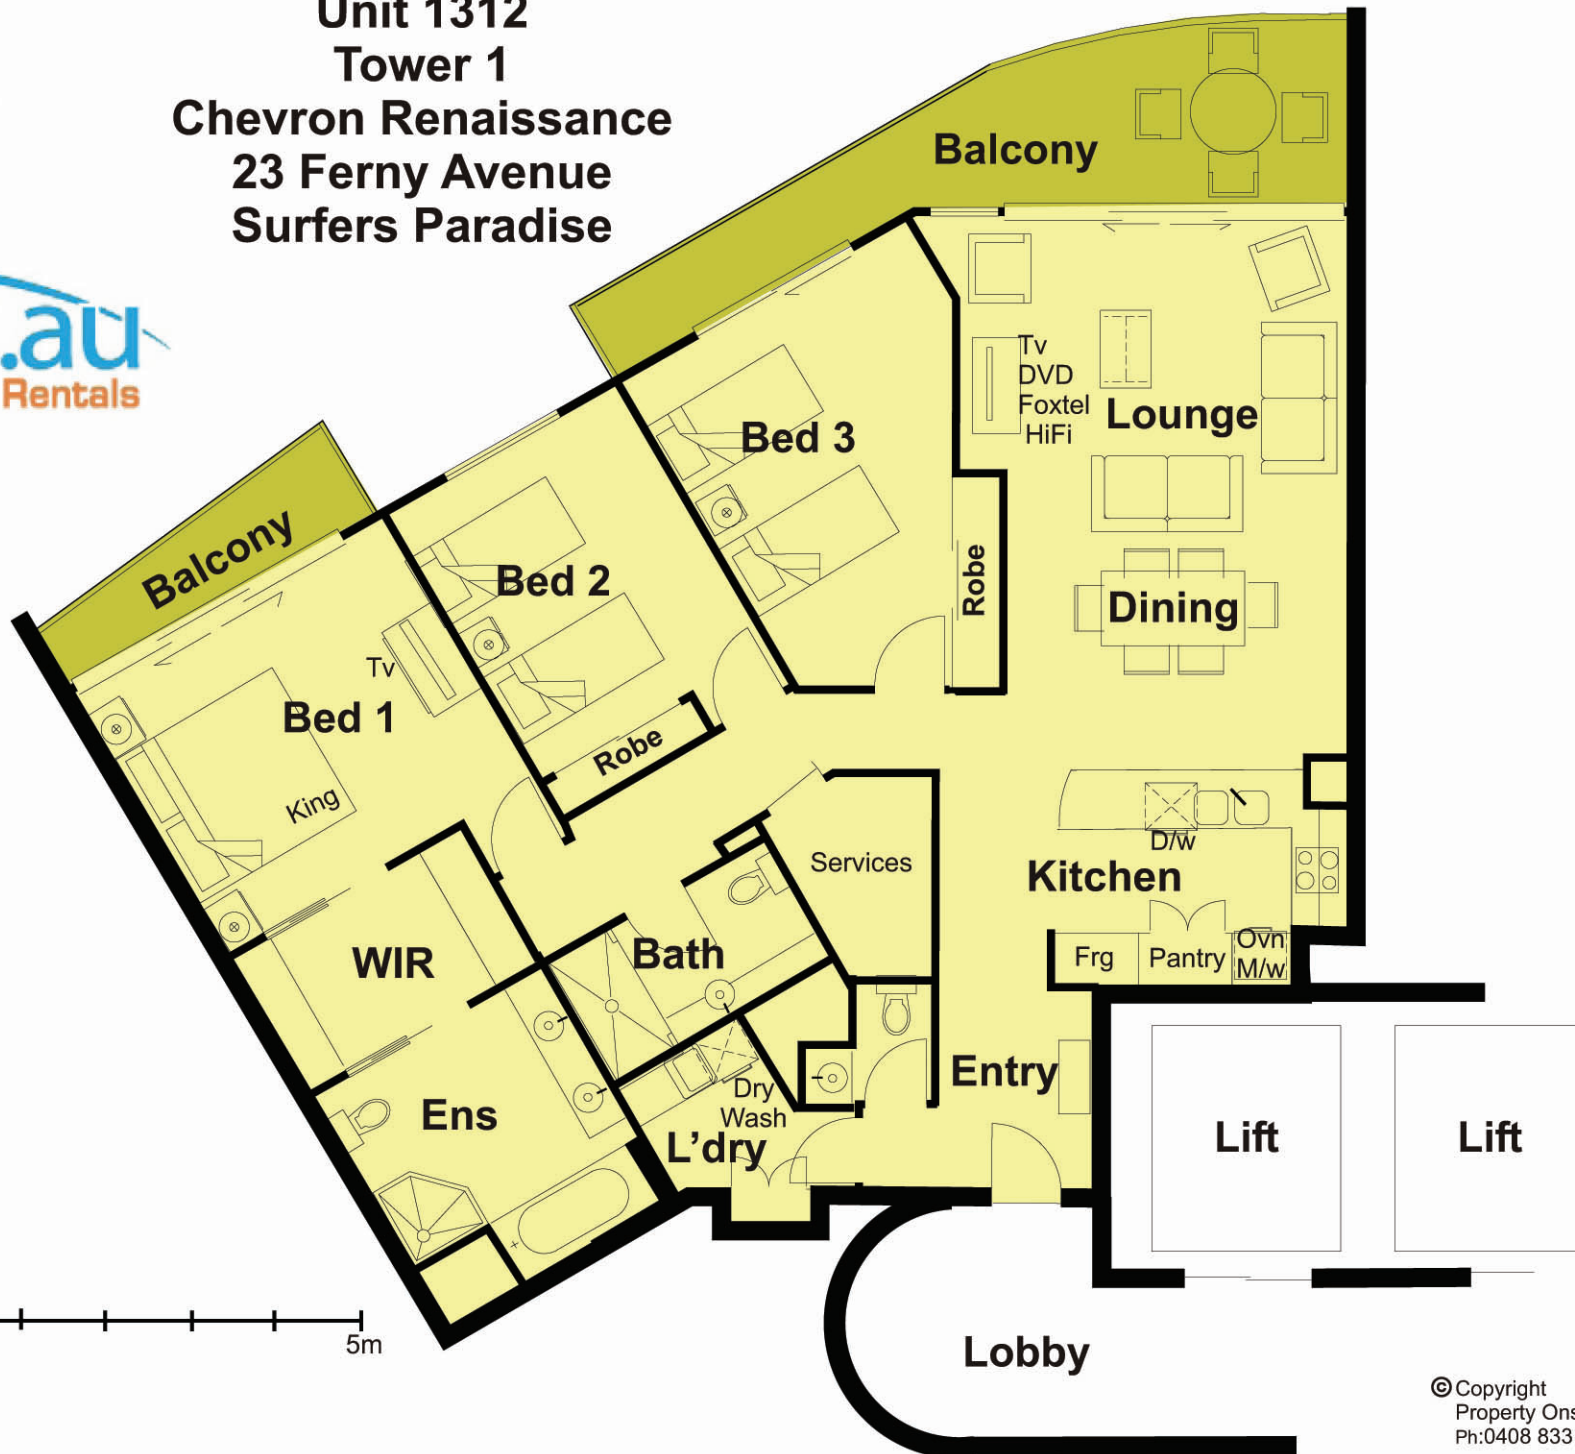 Unit 1312
Tower 1
Chevron Renaissance
23 Ferny Avenue
Surfers Paradise
.au
Rentals
Balcony
Tv
DVD
Foxtel
HiFi
Lounge
Bed 3
Robe
Dining
Balcony
Bed 2
Tv
Bed 1
King
Robe
Services
D/w
Kitchen
Frg
Pantry
Ovn
M/w
WIR
Bath
Entry
Dry
Wash
L'dry
Ens
Lift
Lift
5m
Lobby
© Copyright
Property Ons
Ph:0408 833